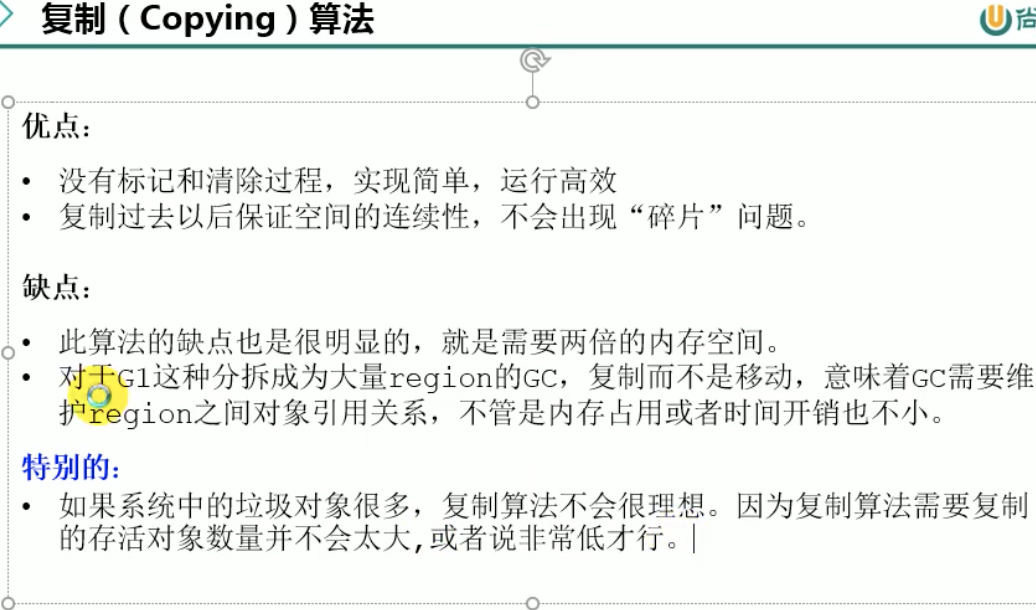 复制（Copying）算法
尚
优点：
• 没有标记和清除过程，实现简单，运行高效
• 复制过去以后保证空间的连续性，不会出现“碎片”问题。
缺点：
• 此算法的缺点也是很明显的，就是需要两倍的内存空间。
• 对于G1这种分拆成为大量region的GC，复制而不是移动，意味着GC需要维
护region之间对象引用关系，不管是内存占用或者时间开销也不小。
特别的：
• 如果系统中的垃圾对象很多，复制算法不会很理想。因为复制算法需要复制
的存活对象数量并不会太大,或者说非常低才行。